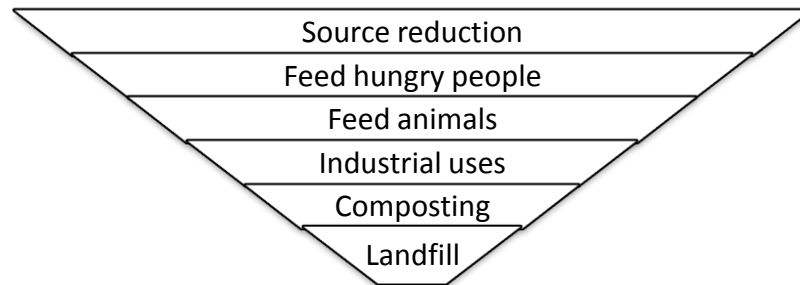 Source reduction
Feed hungry people
Feed animals
Industrial uses
Composting
Landfill